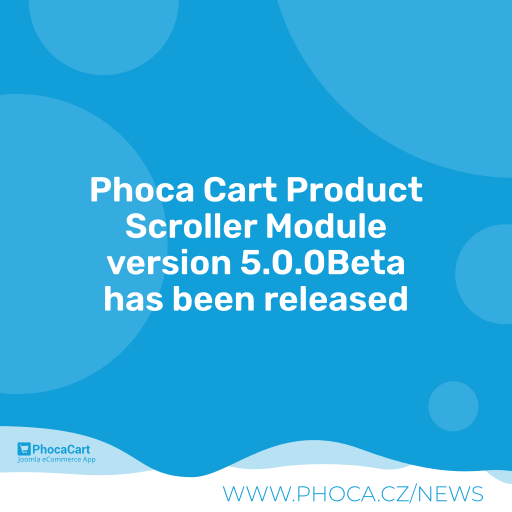 Phoca Cart Product
Scroller Module
version 5.0.0Beta
has been released
PhocaCart
Joomla eCommerce App
WWW.PHOCA.CZ/NEWS